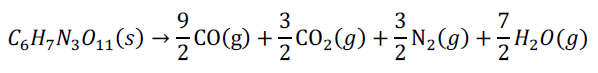 C₆H₇N₃O₁₁(s) → 9/2 CO(g) + 3/2 CO₂(g) + 3/2 N₂(g) + 7/2 H₂O(g)